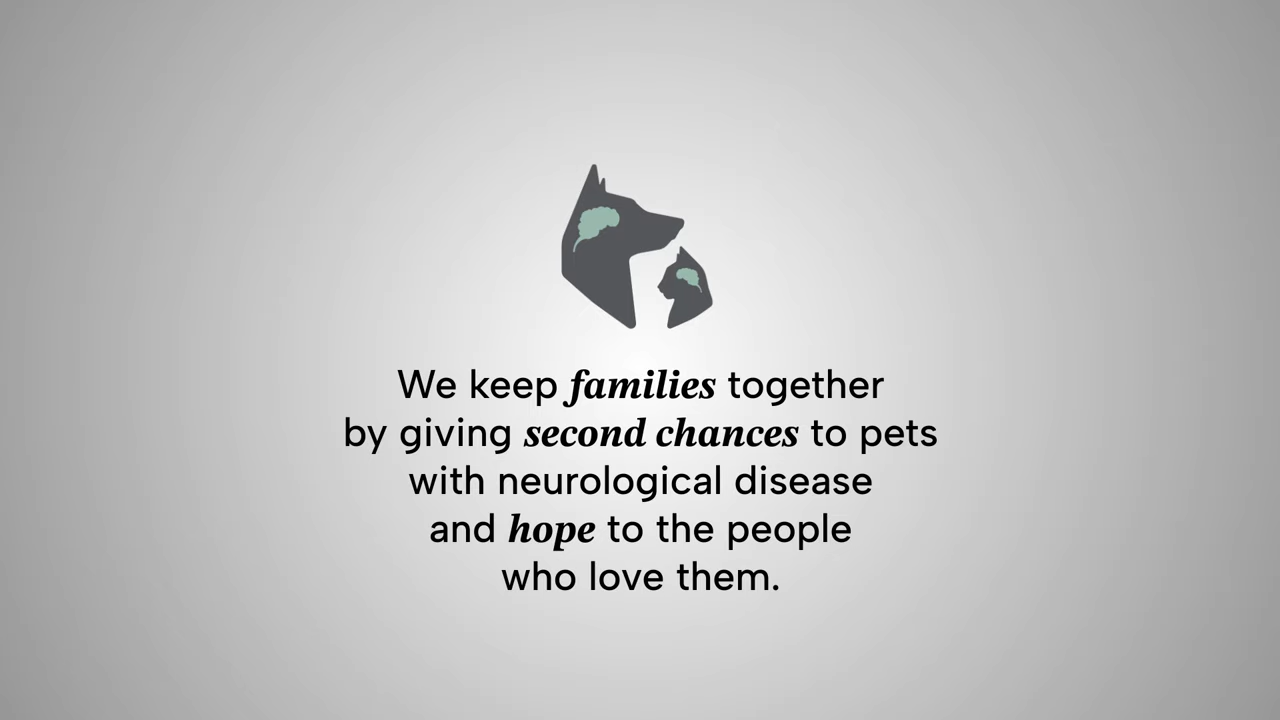 We keep families together
by giving second chances to pets
with neurological disease
and hope to the people
who love them.